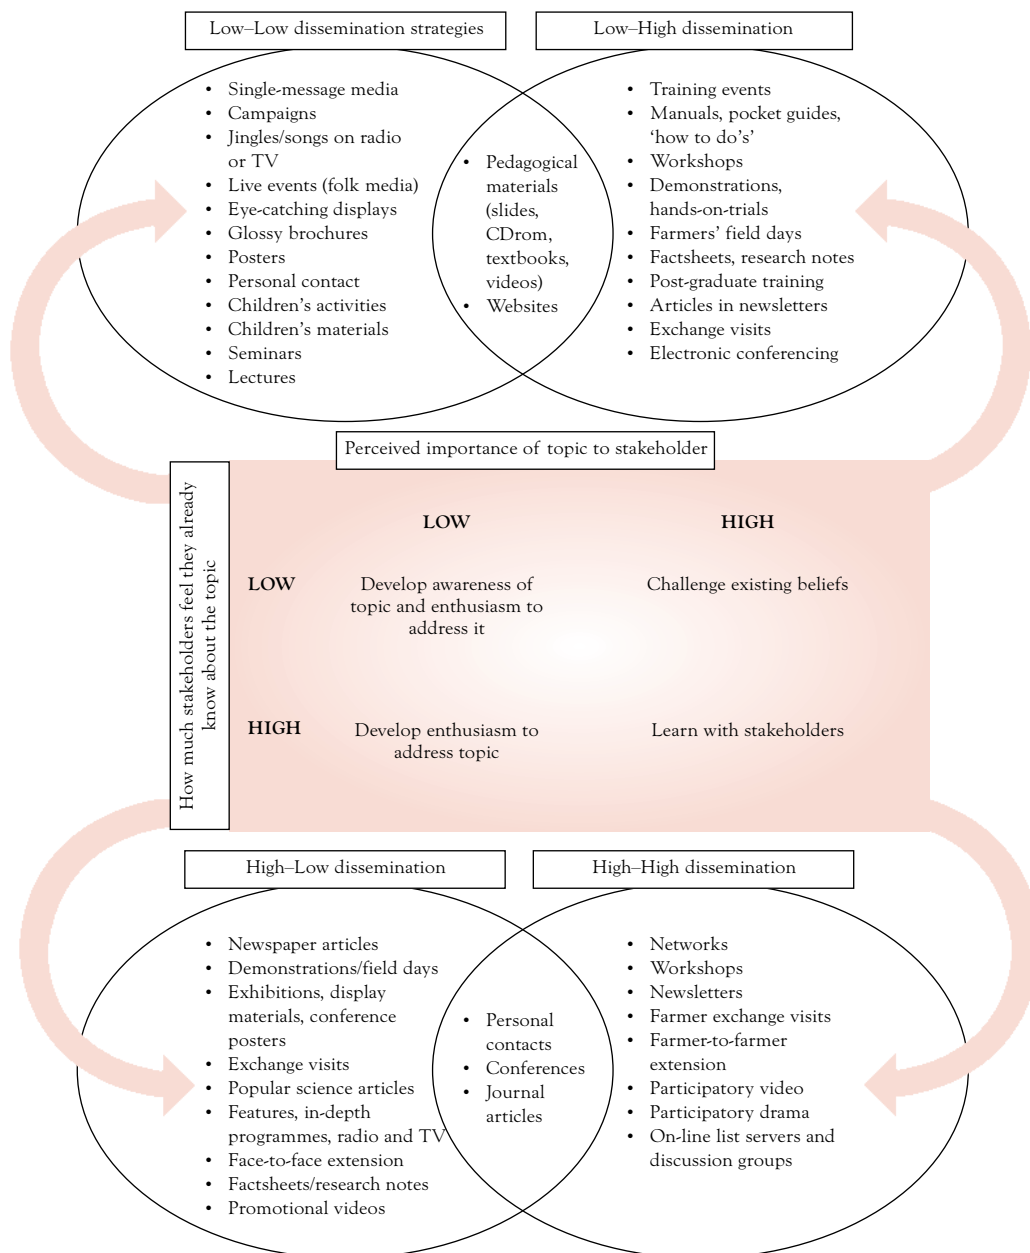 Low–Low dissemination strategies
Low–High dissemination
• Single-message media
• Campaigns
• Jingles/songs on radio
or TV
• Live events (folk media)
• Eye-catching displays
• Glossy brochures
• Posters
• Personal contact
• Children's activities
• Children's materials
• Seminars
• Lectures
• Pedagogical
materials
(slides,
CDrom,
textbooks,
videos)
• Websites
• Training events
• Manuals, pocket guides,
'how to do's'
• Workshops
• Demonstrations,
hands-on-trials
• Farmers' field days
• Factsheets, research notes
• Post-graduate training
• Articles in newsletters
• Exchange visits
• Electronic conferencing
Perceived importance of topic to stakeholder
How much stakeholders feel they already
know about the topic
LOW
HIGH
LOW
Develop awareness of
topic and enthusiasm to
address it
Challenge existing beliefs
HIGH
Develop enthusiasm to
address topic
Learn with stakeholders
High–Low dissemination
High–High dissemination
• Newspaper articles
• Demonstrations/field days
• Exhibitions, display
materials, conference
posters
• Exchange visits
• Popular science articles
• Features, in-depth
programmes, radio and TV
• Face-to-face extension
• Factsheets/research notes
• Promotional videos
• Personal
contacts
• Conferences
• Journal
articles
• Networks
• Workshops
• Newsletters
• Farmer exchange visits
• Farmer-to-farmer
extension
• Participatory video
• Participatory drama
• On-line list servers and
discussion groups